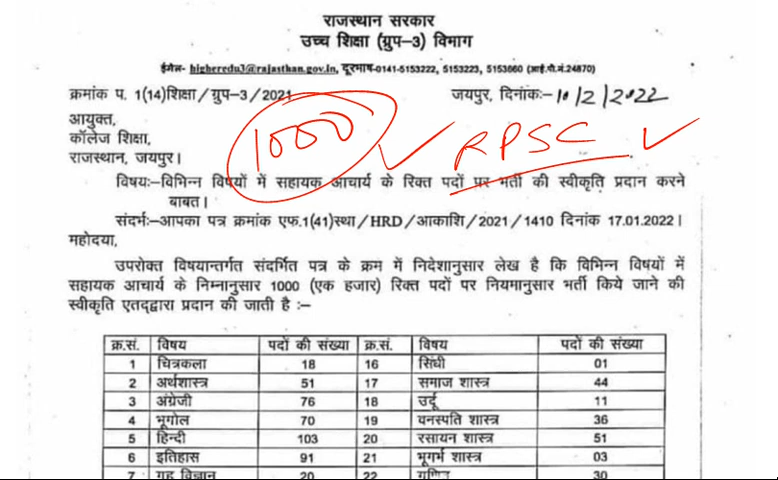 राजस्थान सरकार
उच्च शिक्षा (ग्रुप–3) विभाग
ईमेल- higheredu3@rajasthan.gov.in, दूरभाष-0141-5153222, 5153223, 5153660 (आई.पी.नं.24870)
क्रमांक प. 1(14)शिक्षा/ग्रुप–3/2021 जयपुर, दिनांकः–10/2/2022
आयुक्त,
कॉलेज शिक्षा,
राजस्थान, जयपुर।
1000 RPSC
विषयः–विभिन्न विषयों में सहायक आचार्य के रिक्त पदों पर भर्ती की स्वीकृति प्रदान करने
बाबत।
संदर्भः–आपका पत्र क्रमांक एफ.1(41)स्था/HRD/आकाशि/2021/1410 दिनांक 17.01.2022।
महोदया,
उपरोक्त विषयान्तर्गत संदर्भित पत्र के क्रम में निदेशानुसार लेख है कि विभिन्न विषयों में
सहायक आचार्य के निम्नानुसार 1000 (एक हजार) रिक्त पदों पर नियमानुसार भर्ती किये जाने की
स्वीकृति एतद्द्वारा प्रदान की जाती है :–
क्र.सं. विषय पदों की संख्या क्र.सं. विषय पदों की संख्या
1 चित्रकला 18 16 सिंधी 01
2 अर्थशास्त्र 51 17 समाज शास्त्र 44
3 अंग्रेजी 76 18 उर्दू 11
4 भूगोल 70 19 वनस्पति शास्त्र 36
5 हिन्दी 103 20 रसायन शास्त्र 51
6 इतिहास 91 21 भूगर्भ शास्त्र 03
7 गृह विज्ञान 20 22 गणित 30